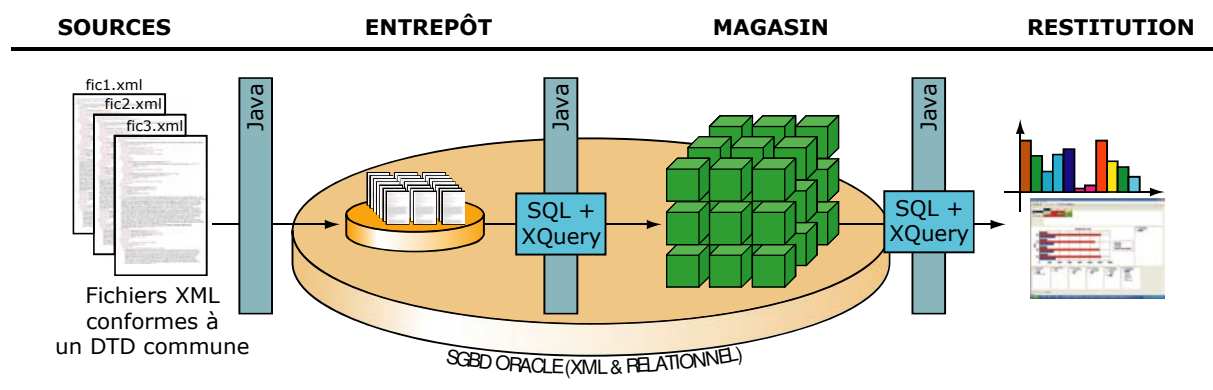 SOURCES
ENTREPÔT
MAGASIN
RESTITUTION
fic1.xml
fic2.xml
fic3.xml
Java
Java
Java
SQL +
XQuery
SQL +
XQuery
Fichiers XML
conformes à
un DTD commune
SGBD ORACLE (XML & RELATIONNEL)